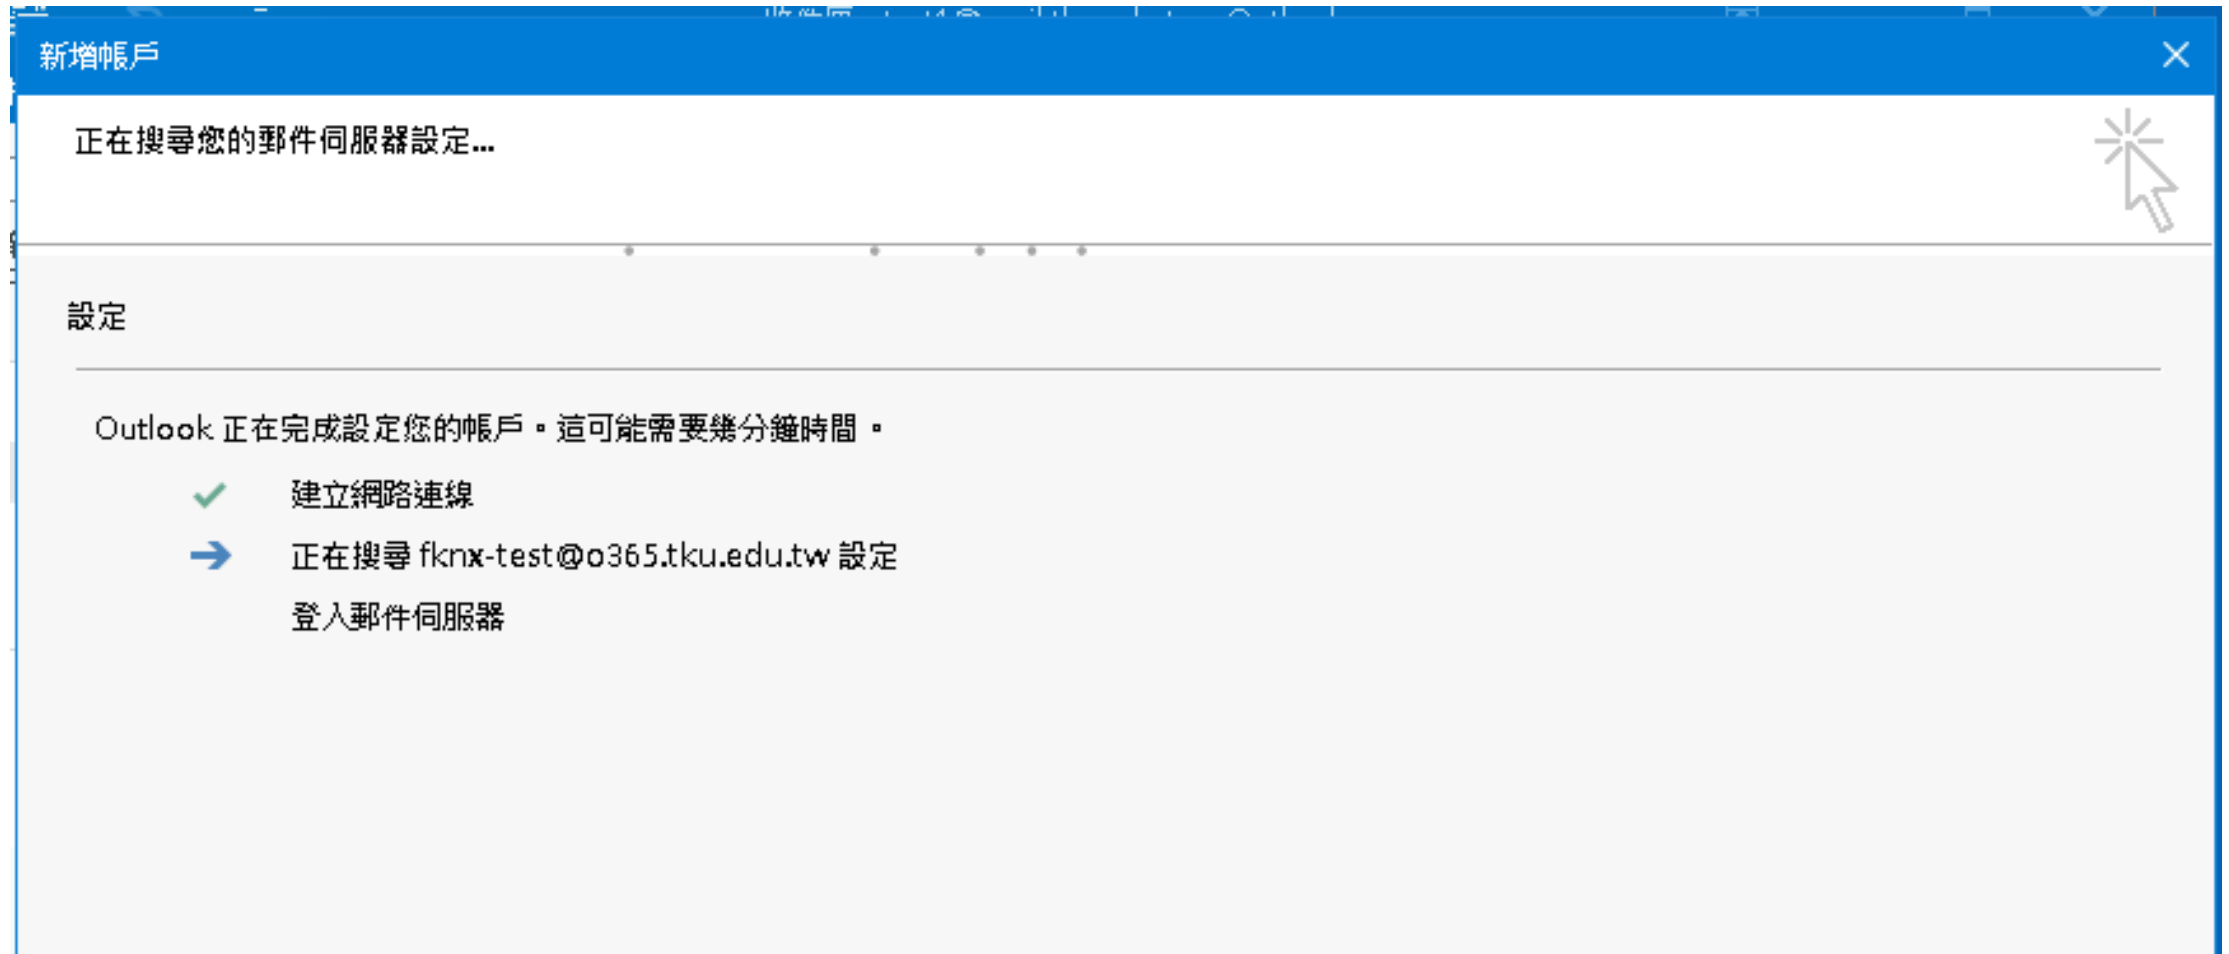 新增帳戶
正在搜尋您的郵件伺服器設定...
設定
Outlook 正在完成設定您的帳戶。這可能需要幾分鐘時間。
建立網路連線
正在搜尋 fknx-test@o365.tku.edu.tw 設定
登入郵件伺服器